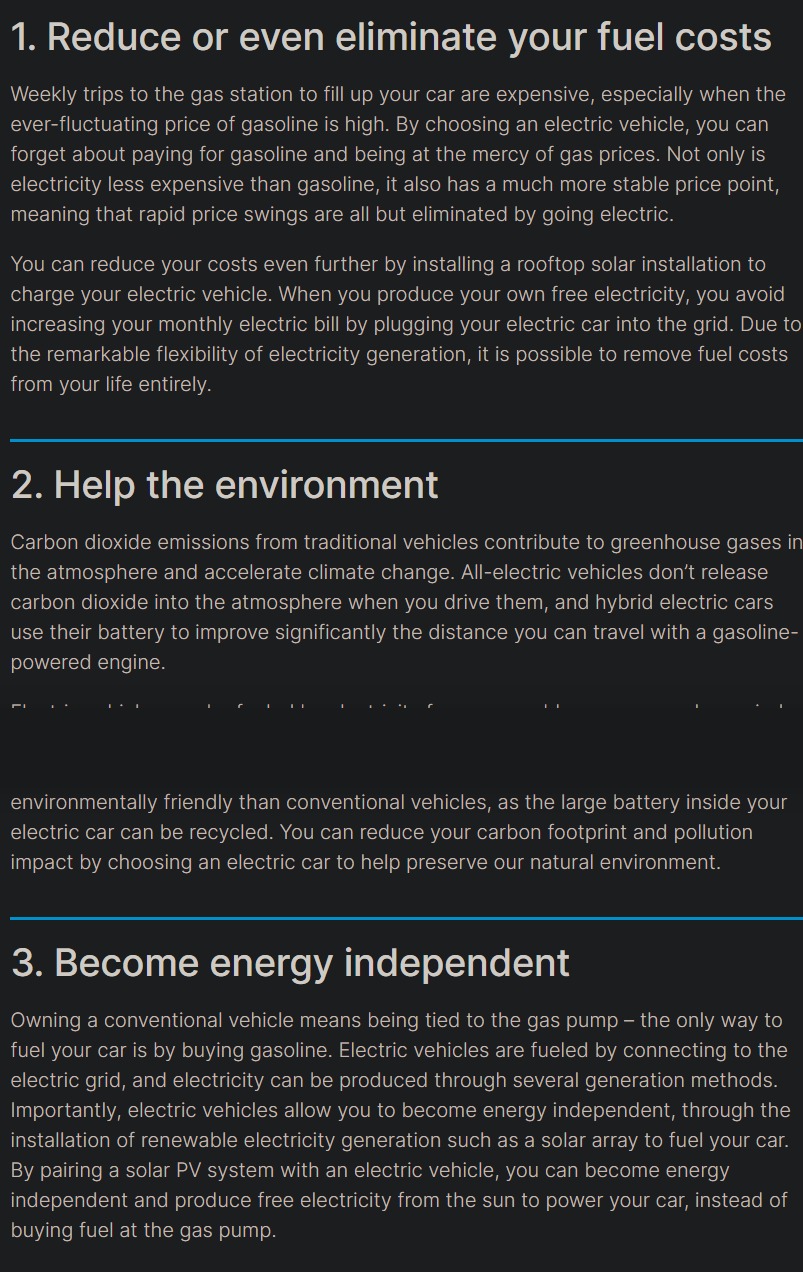 1. Reduce or even eliminate your fuel costs
Weekly trips to the gas station to fill up your car are expensive, especially when the
ever-fluctuating price of gasoline is high. By choosing an electric vehicle, you can
forget about paying for gasoline and being at the mercy of gas prices. Not only is
electricity less expensive than gasoline, it also has a much more stable price point,
meaning that rapid price swings are all but eliminated by going electric.
You can reduce your costs even further by installing a rooftop solar installation to
charge your electric vehicle. When you produce your own free electricity, you avoid
increasing your monthly electric bill by plugging your electric car into the grid. Due to
the remarkable flexibility of electricity generation, it is possible to remove fuel costs
from your life entirely.
2. Help the environment
Carbon dioxide emissions from traditional vehicles contribute to greenhouse gases in
the atmosphere and accelerate climate change. All-electric vehicles don’t release
carbon dioxide into the atmosphere when you drive them, and hybrid electric cars
use their battery to improve significantly the distance you can travel with a gasoline-
powered engine.
environmentally friendly than conventional vehicles, as the large battery inside your
electric car can be recycled. You can reduce your carbon footprint and pollution
impact by choosing an electric car to help preserve our natural environment.
3. Become energy independent
Owning a conventional vehicle means being tied to the gas pump – the only way to
fuel your car is by buying gasoline. Electric vehicles are fueled by connecting to the
electric grid, and electricity can be produced through several generation methods.
Importantly, electric vehicles allow you to become energy independent, through the
installation of renewable electricity generation such as a solar array to fuel your car.
By pairing a solar PV system with an electric vehicle, you can become energy
independent and produce free electricity from the sun to power your car, instead of
buying fuel at the gas pump.